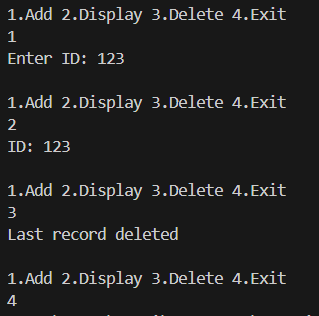 1.Add 2.Display 3.Delete 4.Exit
1
Enter ID: 123
1.Add 2.Display 3.Delete 4.Exit
2
ID: 123
1.Add 2.Display 3.Delete 4.Exit
3
Last record deleted
1.Add 2.Display 3.Delete 4.Exit
4